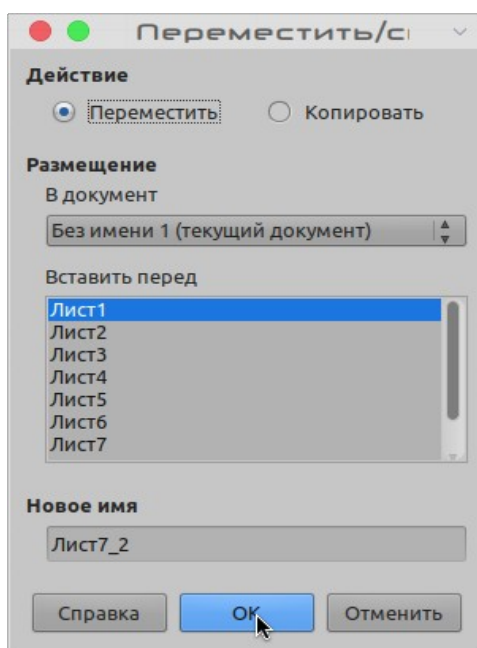 Переместить/с
Действие
Переместить Копировать
Размещение
В документ
Без имени 1 (текущий документ)
Вставить перед
Лист1
Лист2
Лист3
Лист4
Лист5
Лист6
Лист7
Новое имя
Лист7_2
Справка ОК Отменить